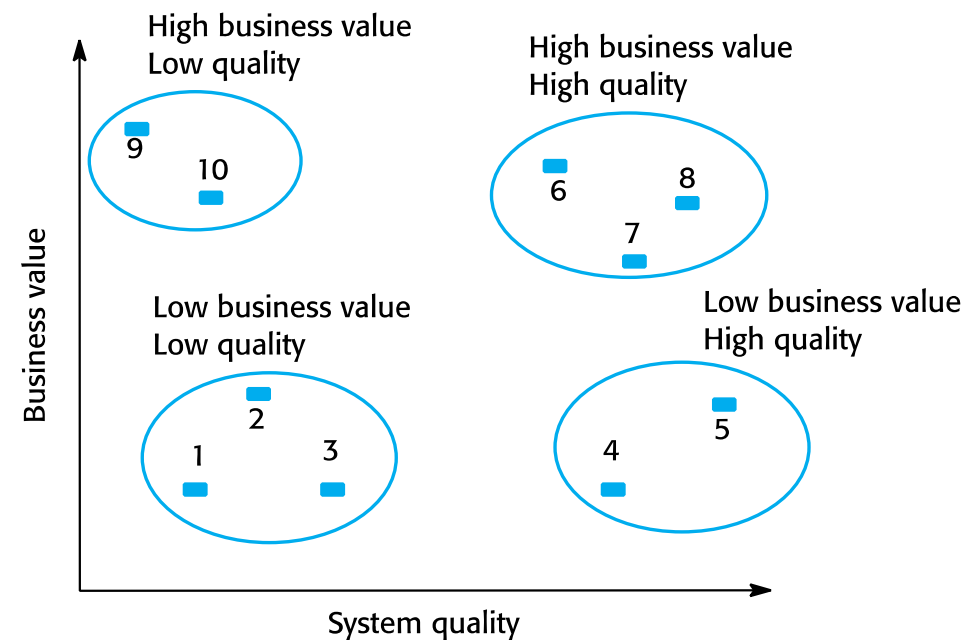 High business value
Low quality
High business value
High quality
9
10
6
8
7
Business value
Low business value
Low quality
Low business value
High quality
2
1
3
4
5
System quality